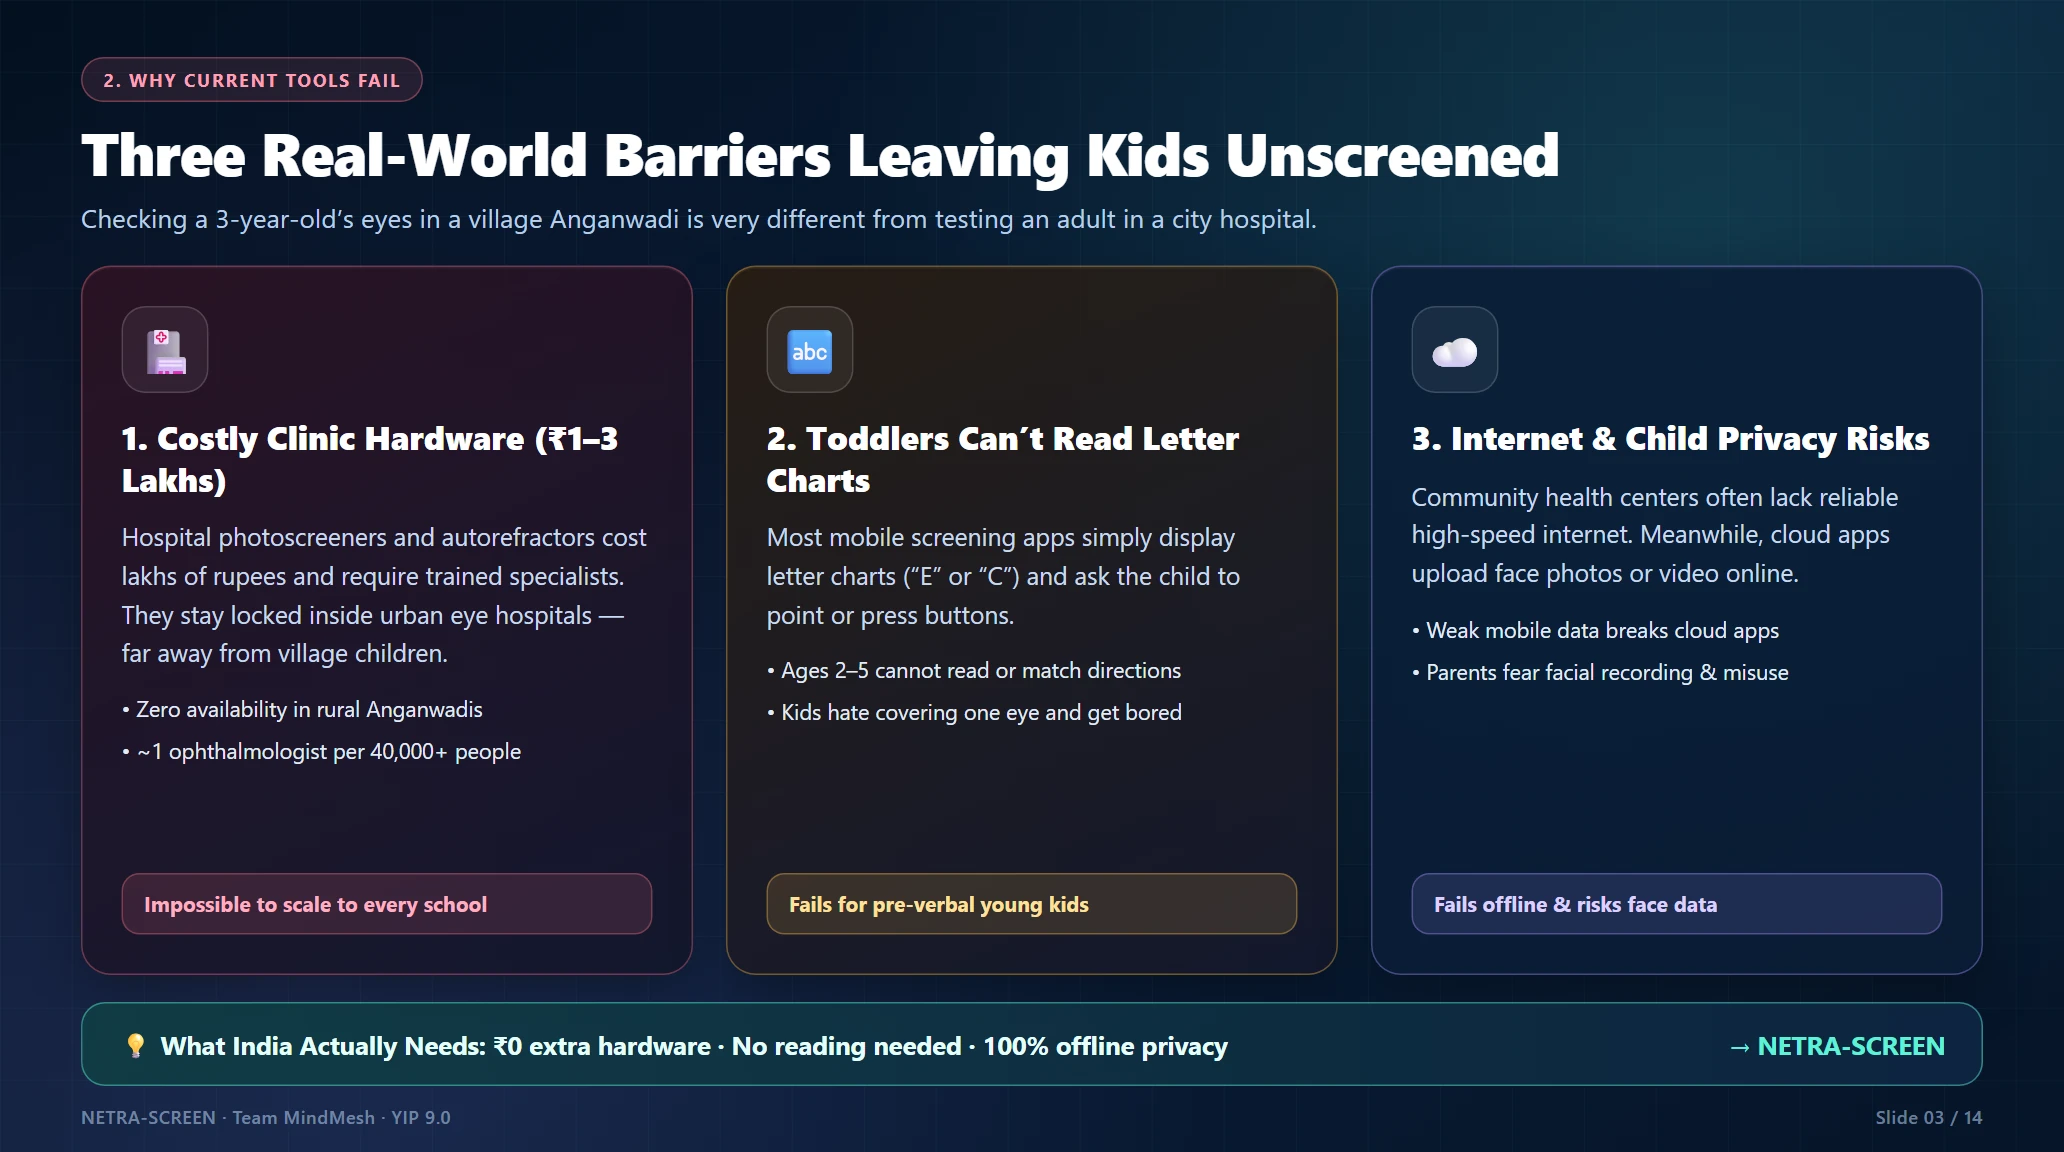 2. WHY CURRENT TOOLS FAIL
Three Real-World Barriers Leaving Kids Unscreened
Checking a 3-year-old’s eyes in a village Anganwadi is very different from testing an adult in a city hospital.
1. Costly Clinic Hardware (₹1–3
Lakhs)
Hospital photoscreeners and autorefractors cost
lakhs of rupees and require trained specialists.
They stay locked inside urban eye hospitals —
far away from village children.
• Zero availability in rural Anganwadis
• ~1 ophthalmologist per 40,000+ people
Impossible to scale to every school
abc
2. Toddlers Can′t Read Letter
Charts
Most mobile screening apps simply display
letter charts (“E” or “C”) and ask the child to
point or press buttons.
• Ages 2–5 cannot read or match directions
• Kids hate covering one eye and get bored
Fails for pre-verbal young kids
3. Internet & Child Privacy Risks
Community health centers often lack reliable
high-speed internet. Meanwhile, cloud apps
upload face photos or video online.
• Weak mobile data breaks cloud apps
• Parents fear facial recording & misuse
Fails offline & risks face data
💡 What India Actually Needs: ₹0 extra hardware · No reading needed · 100% offline privacy
→ NETRA-SCREEN
NETRA-SCREEN · Team MindMesh · YIP 9.0
Slide 03 / 14